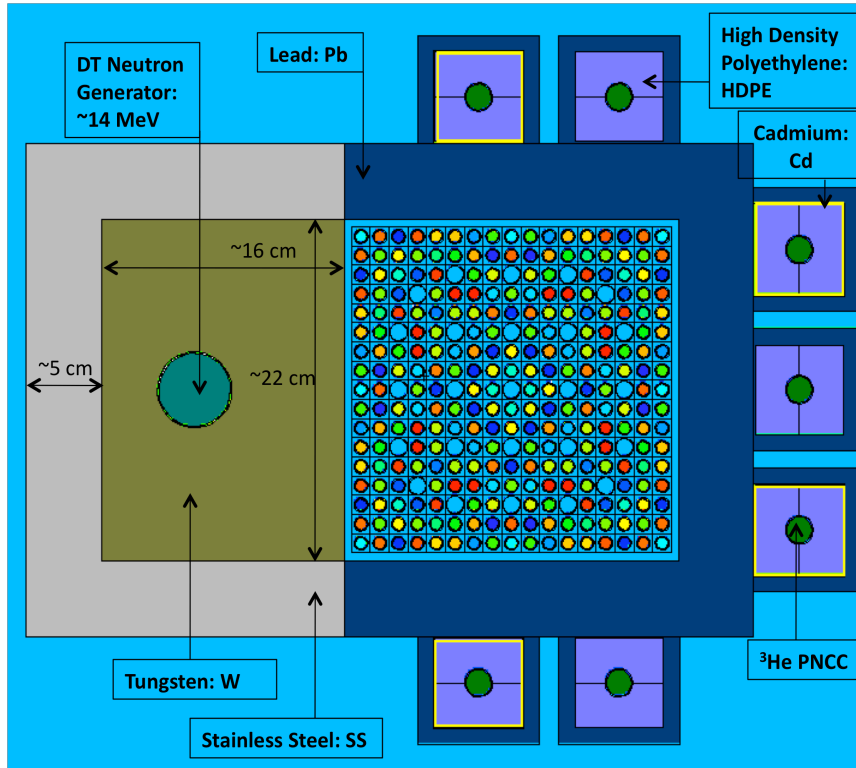 DT Neutron
Generator:
~14 MeV
Lead: Pb
High Density
Polyethylene:
HDPE
Cadmium:
Cd
~16 cm
~5 cm
~22 cm
Tungsten: W
Stainless Steel: SS
³He PNCC